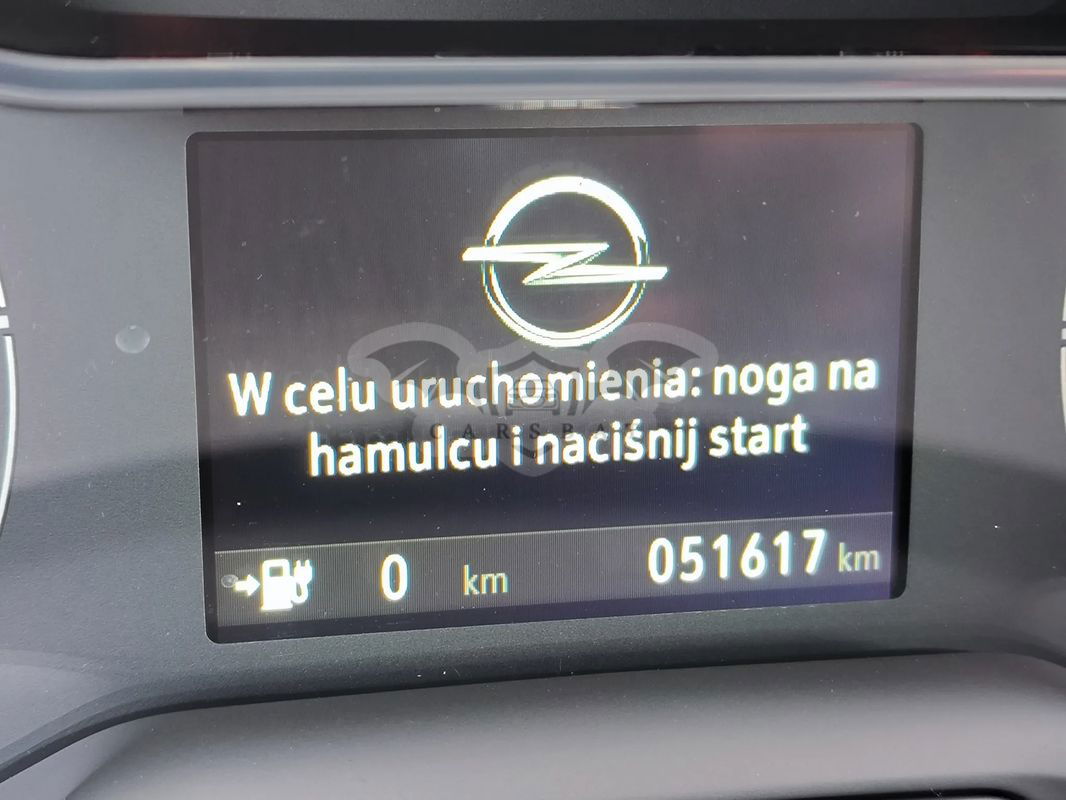 W celu uruchomienia: noga na
hamulcu i naciśnij start
0 km 051617 km